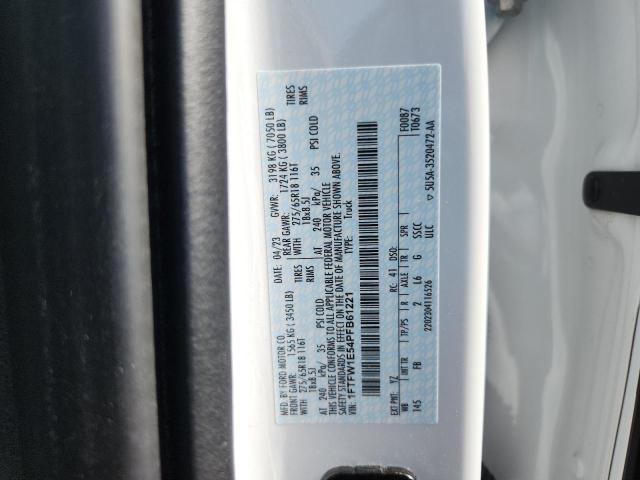 MFD. BY FORD MOTOR CO.
DATE: 04/23 GVWR: 3198 KG ( 7050 LB)
FRONT GAWR: 1565 KG ( 3450 LB) REAR GAWR: 1724 KG ( 3800 LB)
WITH 275/65R18 116T TIRES 275/65R18 116T TIRES
18x8.5J RIMS 18x8.5J RIMS
AT 240 kPa/ 35 PSI COLD AT 240 kPa/ 35 PSI COLD
THIS VEHICLE CONFORMS TO ALL APPLICABLE FEDERAL MOTOR VEHICLE
SAFETY STANDARDS IN EFFECT ON THE DATE OF MANUFACTURE SHOWN ABOVE.
VIN: 1FTFW1E54PFB61221 TYPE: Truck
F0087
T0673
EXT PNT: YZ RC: 41 DSO:
WB INT TR TP/PS R AXLE TR SPR
145 FB 2 L6 G SSCC
2202304116526 ULC
5U5A-3520472-AA